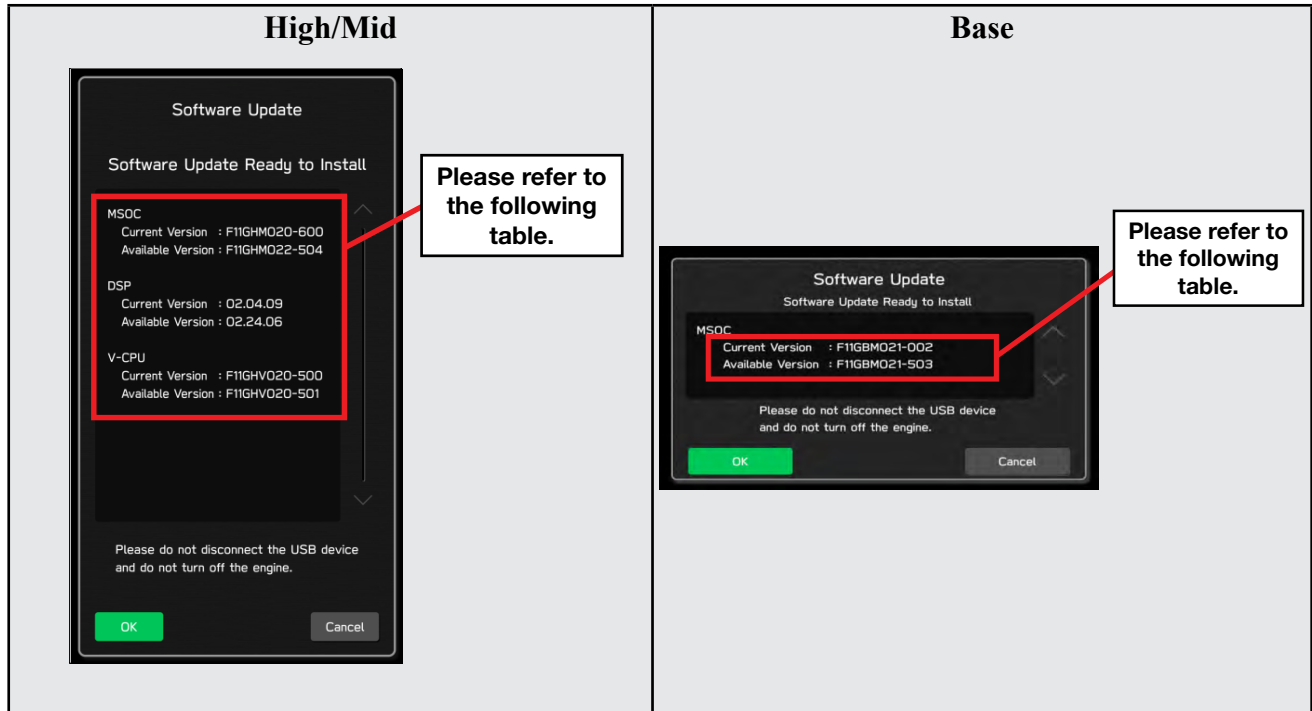 High/Mid
Software Update
Software Update Ready to Install
MSOC
Current Version : F11GHM020-600
Available Version : F11GHM022-504
DSP
Current Version : 02.04.09
Available Version : 02.24.06
V-CPU
Current Version : F11GHV020-500
Available Version : F11GHV020-501
Please do not disconnect the USB device
and do not turn off the engine.
OK
Cancel
Please refer to
the following
table.
Base
Software Update
Software Update Ready to Install
MSOC
Current Version : F11GBM021-002
Available Version : F11GBM021-503
Please do not disconnect the USB device
and do not turn off the engine.
OK
Cancel
Please refer to
the following
table.